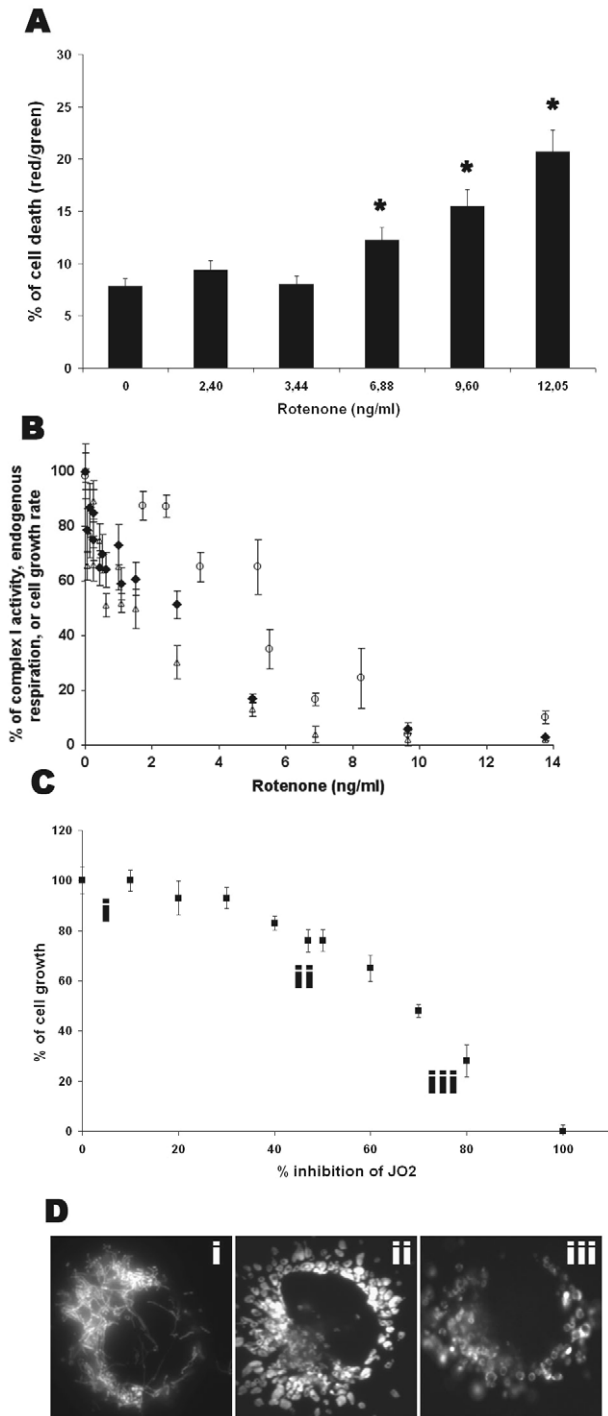 A
% of cell death (red/green)
30
25
20
15
10
5
0
* * *
0 2,40 3,44 6,88 9,60 12,05
Rotenone (ng/ml)
B
% of complex I activity, endogenous
respiration, or cell growth rate
100
80
60
40
20
0
0 2 4 6 8 10 12 14
Rotenone (ng/ml)
C
% of cell growth
120
100
80
60
40
20
0
i
ii
iii
0 20 40 60 80 100
% inhibition of JO2
D
i ii iii